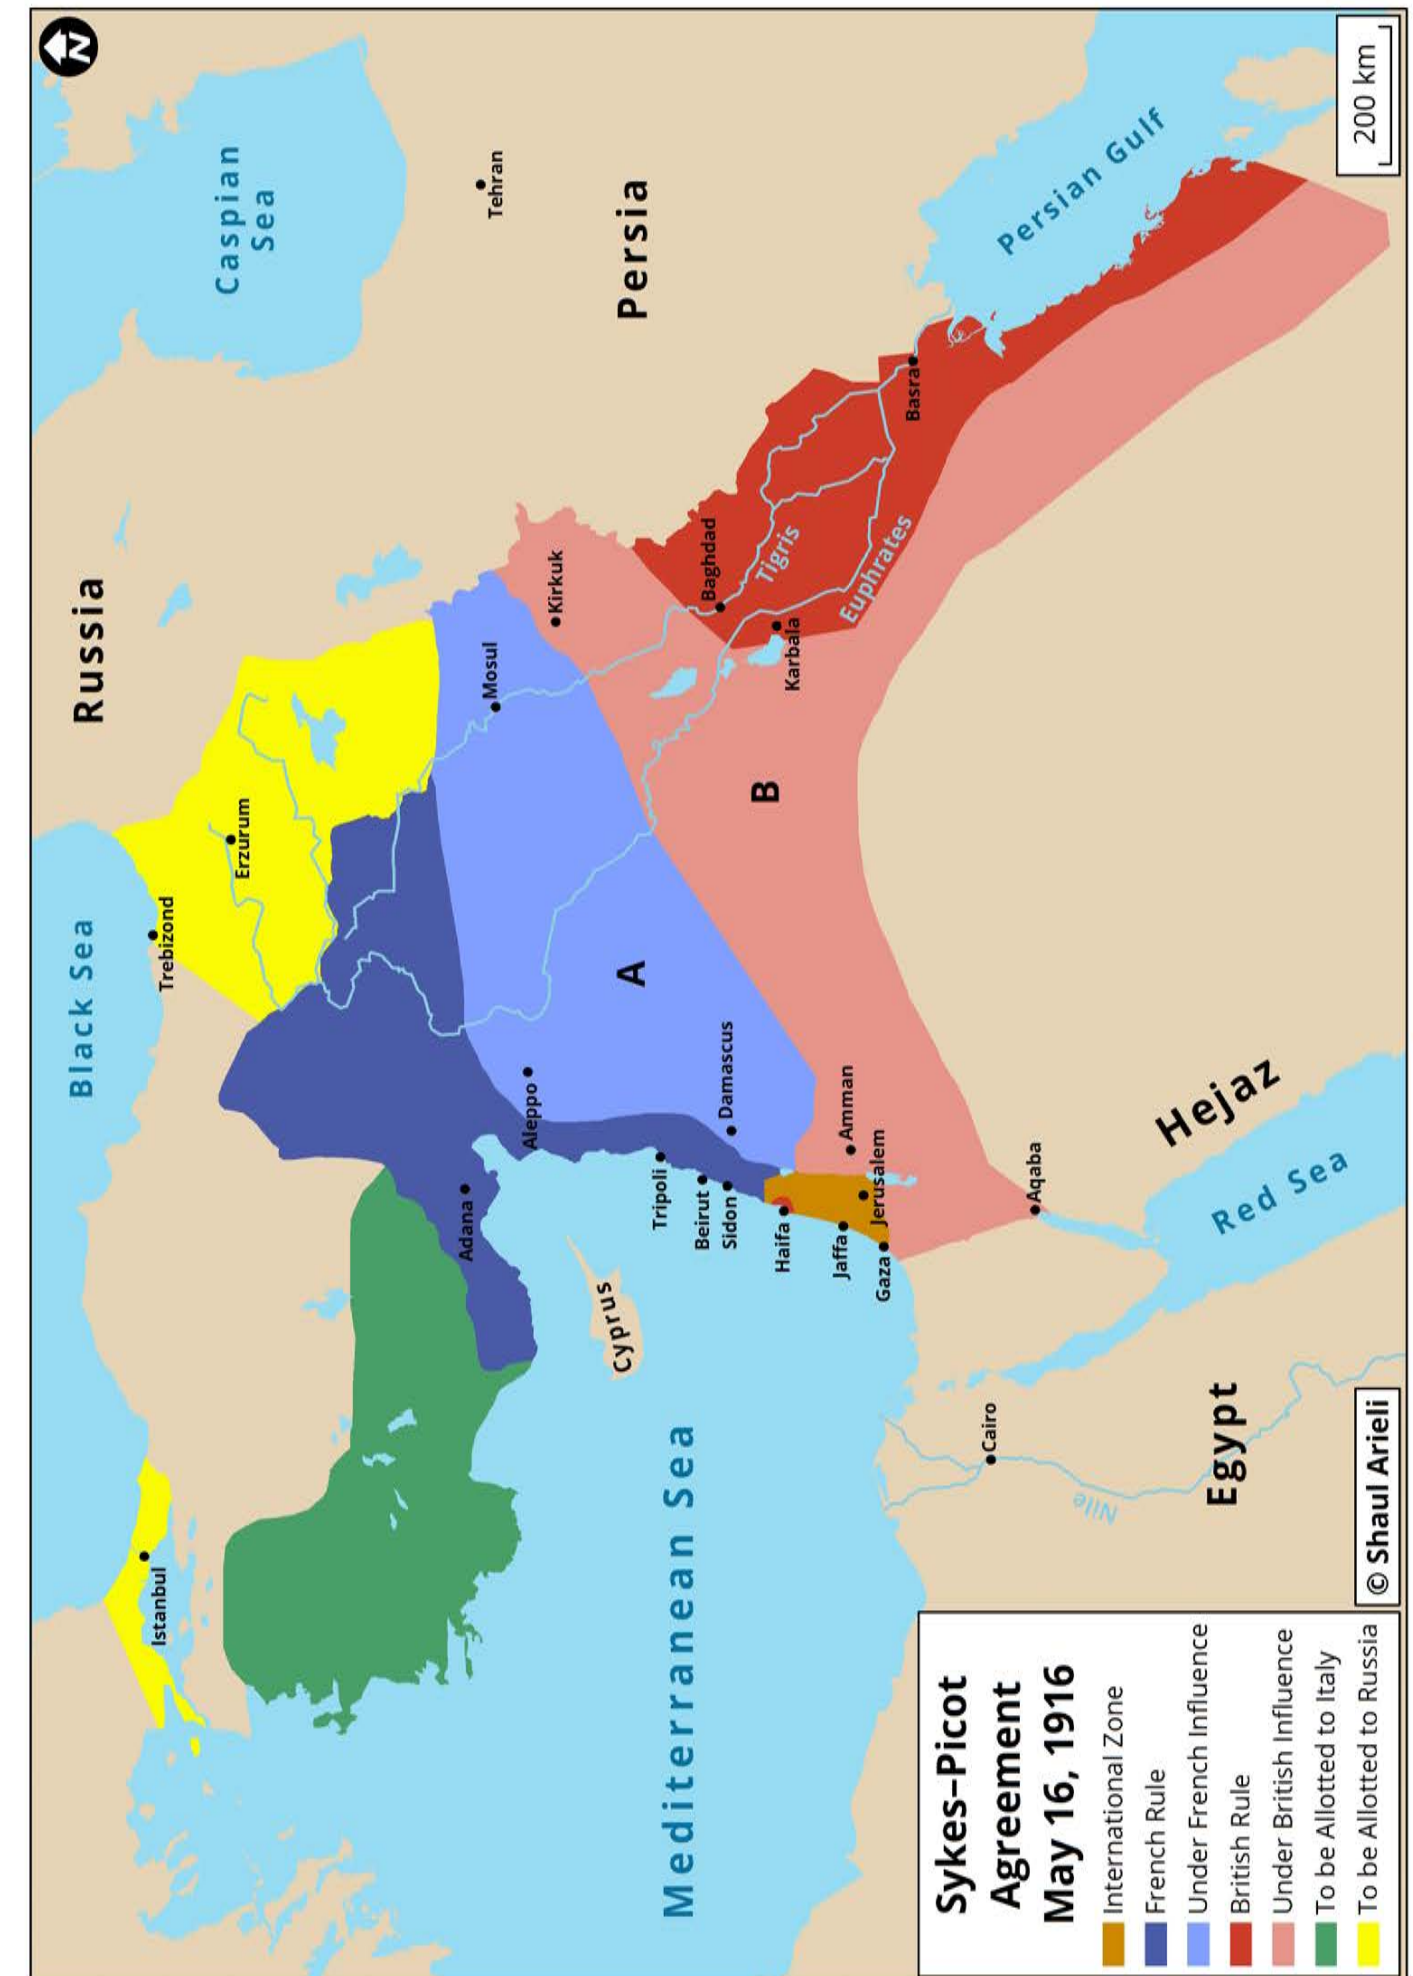 N
Black Sea
Russia
Caspian
Sea
Istanbul
Trebizond
Erzurum
Tehran
Adana
Mosul
Aleppo
Kirkuk
Persia
Cyprus
A
Tripoli
Beirut
Sidon
Damascus
Mediterranean Sea
Baghdad
Tigris
B
Karbala
Euphrates
Haifa
Jaffa
Amman
Gaza
Jerusalem
Basra
Persian Gulf
Cairo
Aqaba
Nile
Egypt
Hejaz
Red Sea
Sykes–Picot
Agreement
May 16, 1916
International Zone
French Rule
Under French Influence
British Rule
Under British Influence
To be Allotted to Italy
To be Allotted to Russia
© Shaul Arieli
200 km